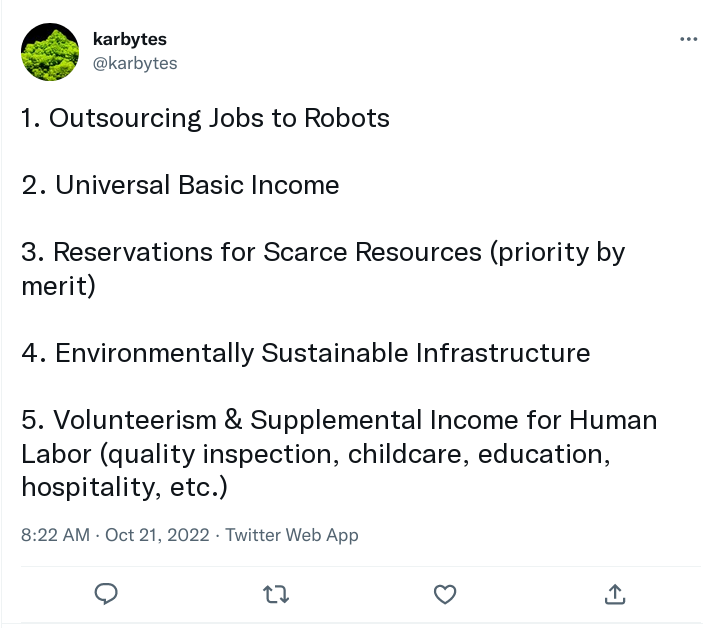 karbytes
@karbytes
1. Outsourcing Jobs to Robots
2. Universal Basic Income
3. Reservations for Scarce Resources (priority by
merit)
4. Environmentally Sustainable Infrastructure
5. Volunteerism & Supplemental Income for Human
Labor (quality inspection, childcare, education,
hospitality, etc.)
8:22 AM · Oct 21, 2022 · Twitter Web App